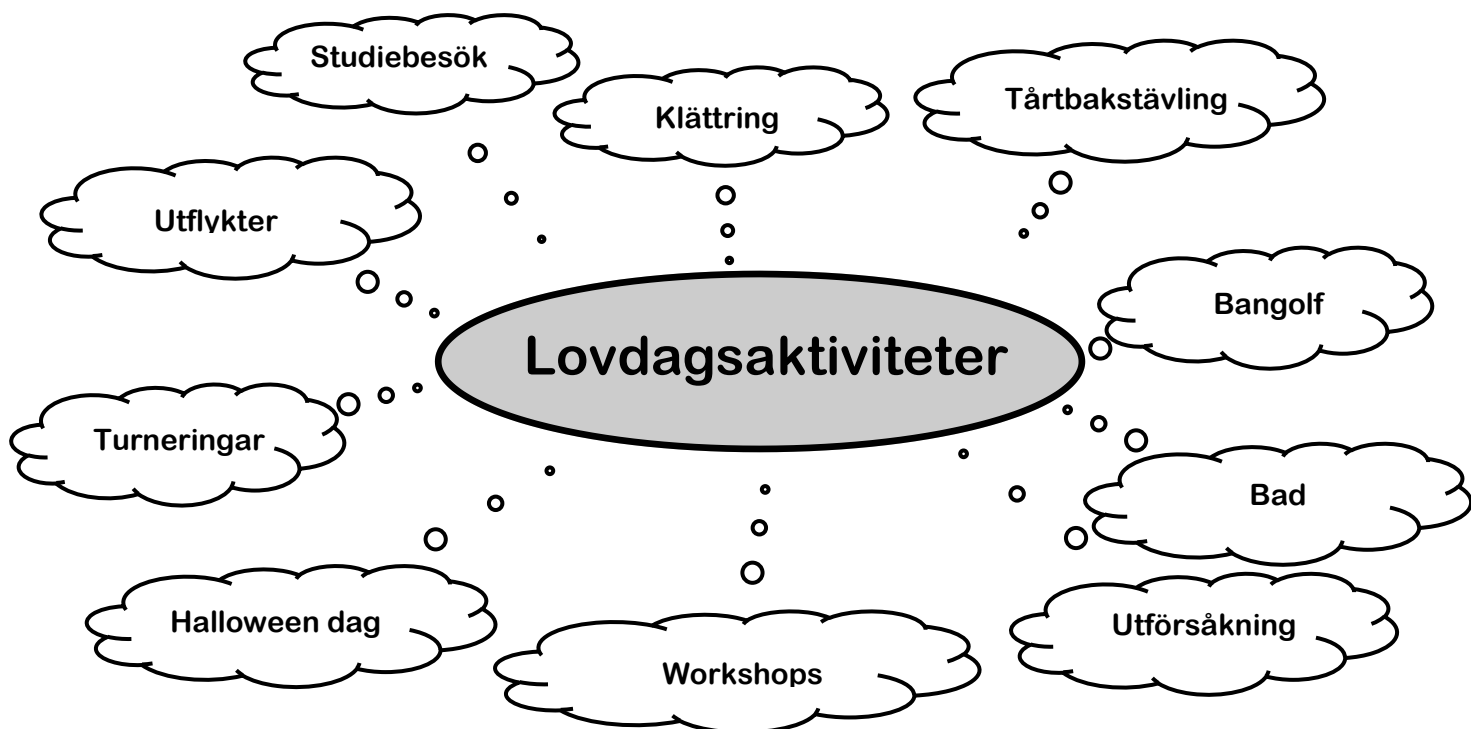 Studiebesök
Klättring
Tårtbakstävling
Utflykter
Bangolf
Lovdagsaktiviteter
Turneringar
Bad
Halloween dag
Utförsåkning
Workshops